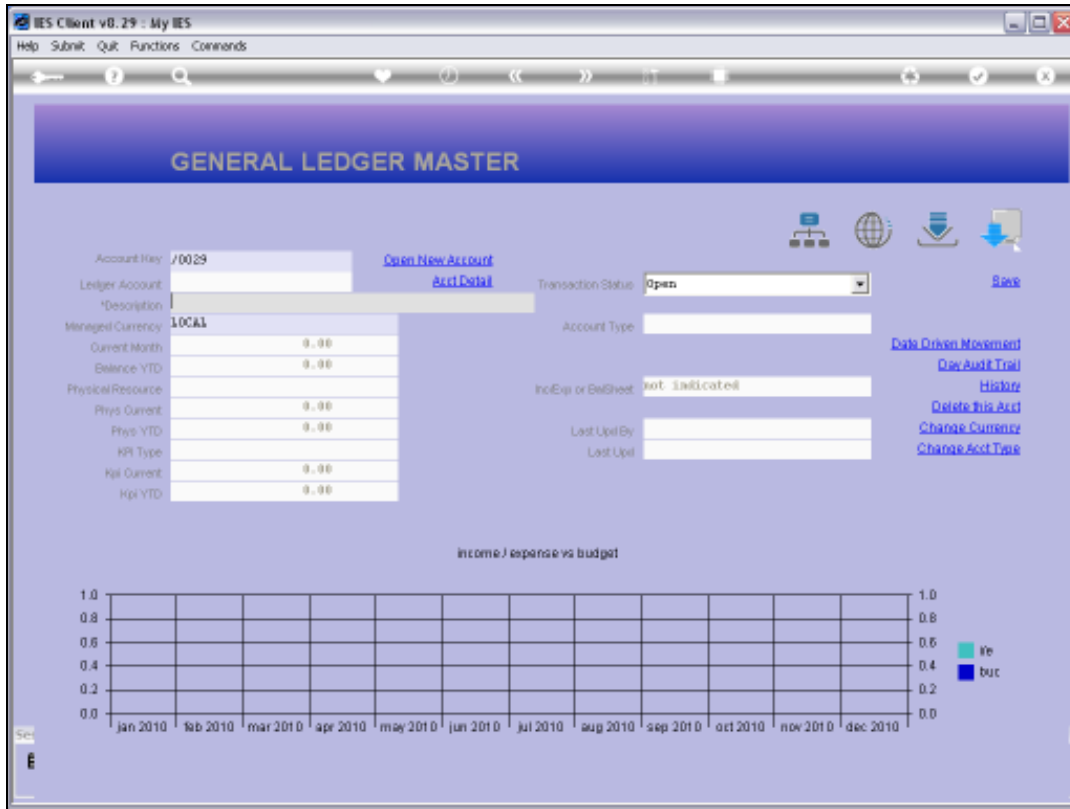 IES Client v8.29 : My IES
Help Submit Quit Functions Commands
GENERAL LEDGER MASTER
Account Key /0029 Open New Account
Ledger Account Acct Detail Transaction Status Open Save
*Description
Managed Currency LOCAL Account Type
Current Month 0.00 Date Driven Movement
Balance YTD 0.00 Day Audit Trail
Physical Resource Inc/Exp or BalSheet not indicated History
Phys Current 0.00 Delete this Acct
Phys YTD 0.00 Last Upd By Change Currency
KPI Type Last Upd Change Acct Type
Kpi Current 0.00
Kpi YTD 0.00
income / expense vs budget
1.0 1.0
0.8 0.8
0.6 0.6
0.4 0.4
0.2 0.2
0.0 0.0
i/e
buc
jan 2010 feb 2010 mar 2010 apr 2010 may 2010 jun 2010 jul 2010 aug 2010 sep 2010 oct 2010 nov 2010 dec 2010